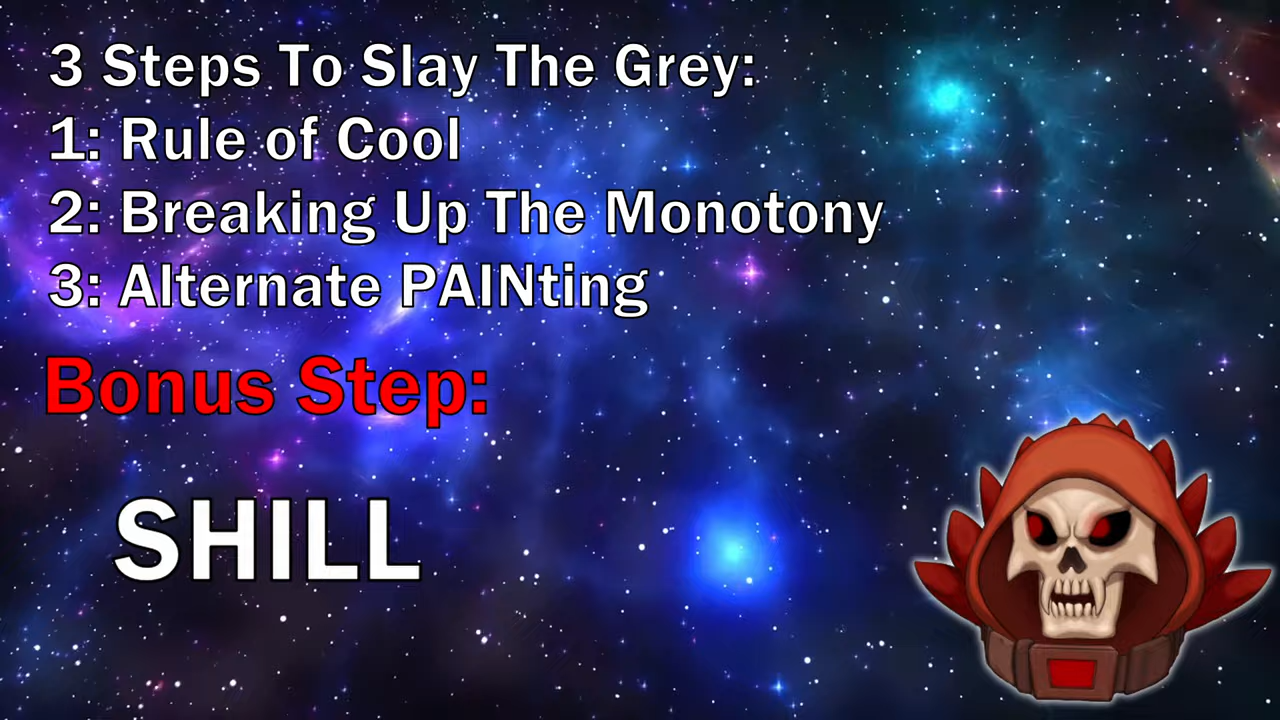 3 Steps To Slay The Grey:
1: Rule of Cool
2: Breaking Up The Monotony
3: Alternate PAINting
Bonus Step:
SHILL